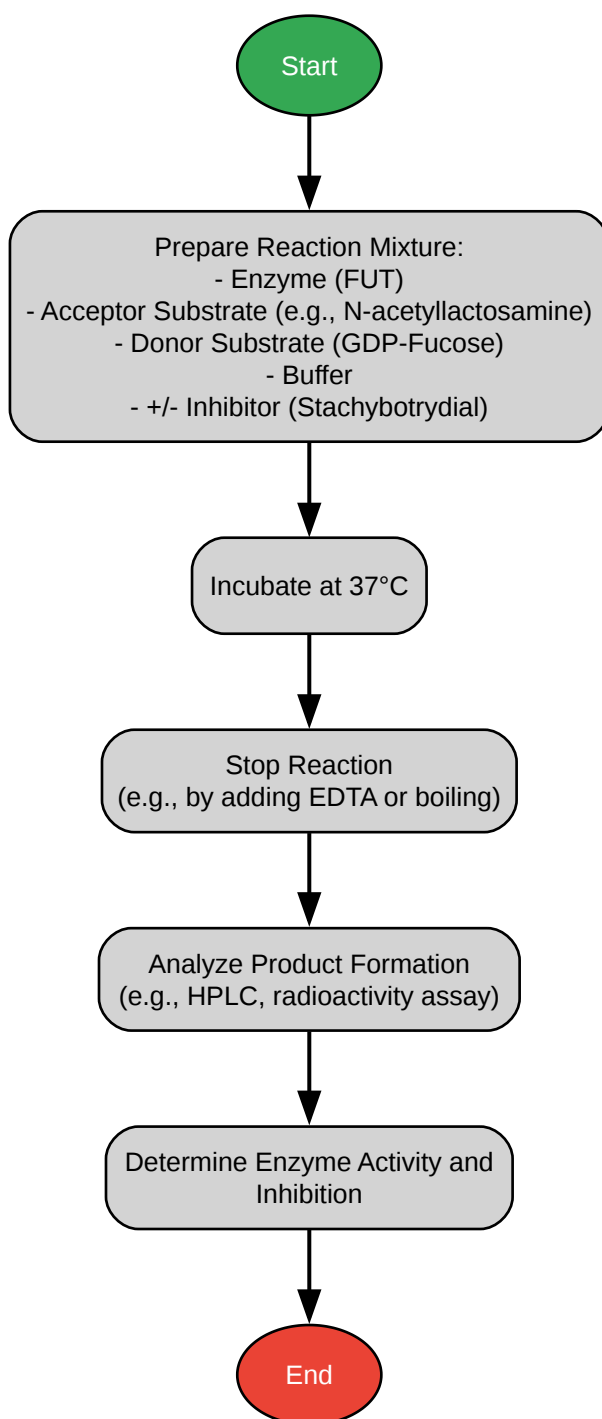 Start
Prepare Reaction Mixture:
- Enzyme (FUT)
- Acceptor Substrate (e.g., N-acetyllactosamine)
- Donor Substrate (GDP-Fucose)
- Buffer
- +/- Inhibitor (Stachybotrydial)
Incubate at 37°C
Stop Reaction
(e.g., by adding EDTA or boiling)
Analyze Product Formation
(e.g., HPLC, radioactivity assay)
Determine Enzyme Activity and
Inhibition
End